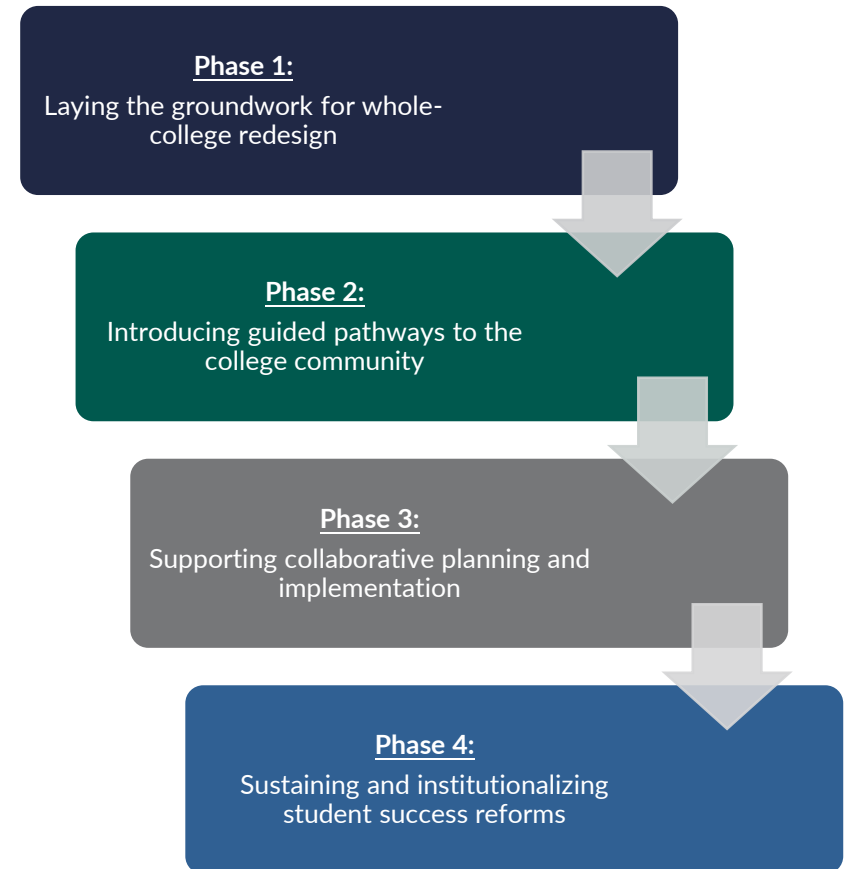 Phase 1:
Laying the groundwork for whole-
college redesign
Phase 2:
Introducing guided pathways to the
college community
Phase 3:
Supporting collaborative planning and
implementation
Phase 4:
Sustaining and institutionalizing
student success reforms